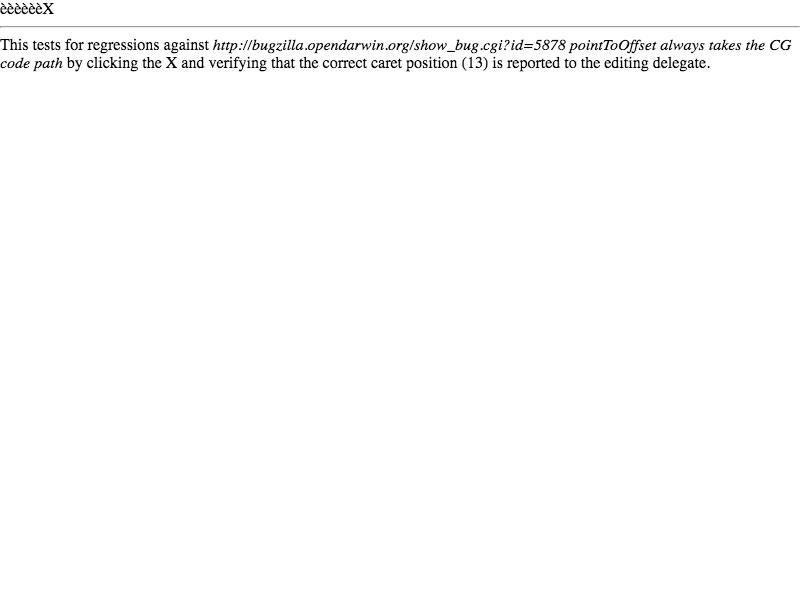 èèèèèèX
This tests for regressions against http://bugzilla.opendarwin.org/show_bug.cgi?id=5878 pointToOffset always takes the CG
code path by clicking the X and verifying that the correct caret position (13) is reported to the editing delegate.